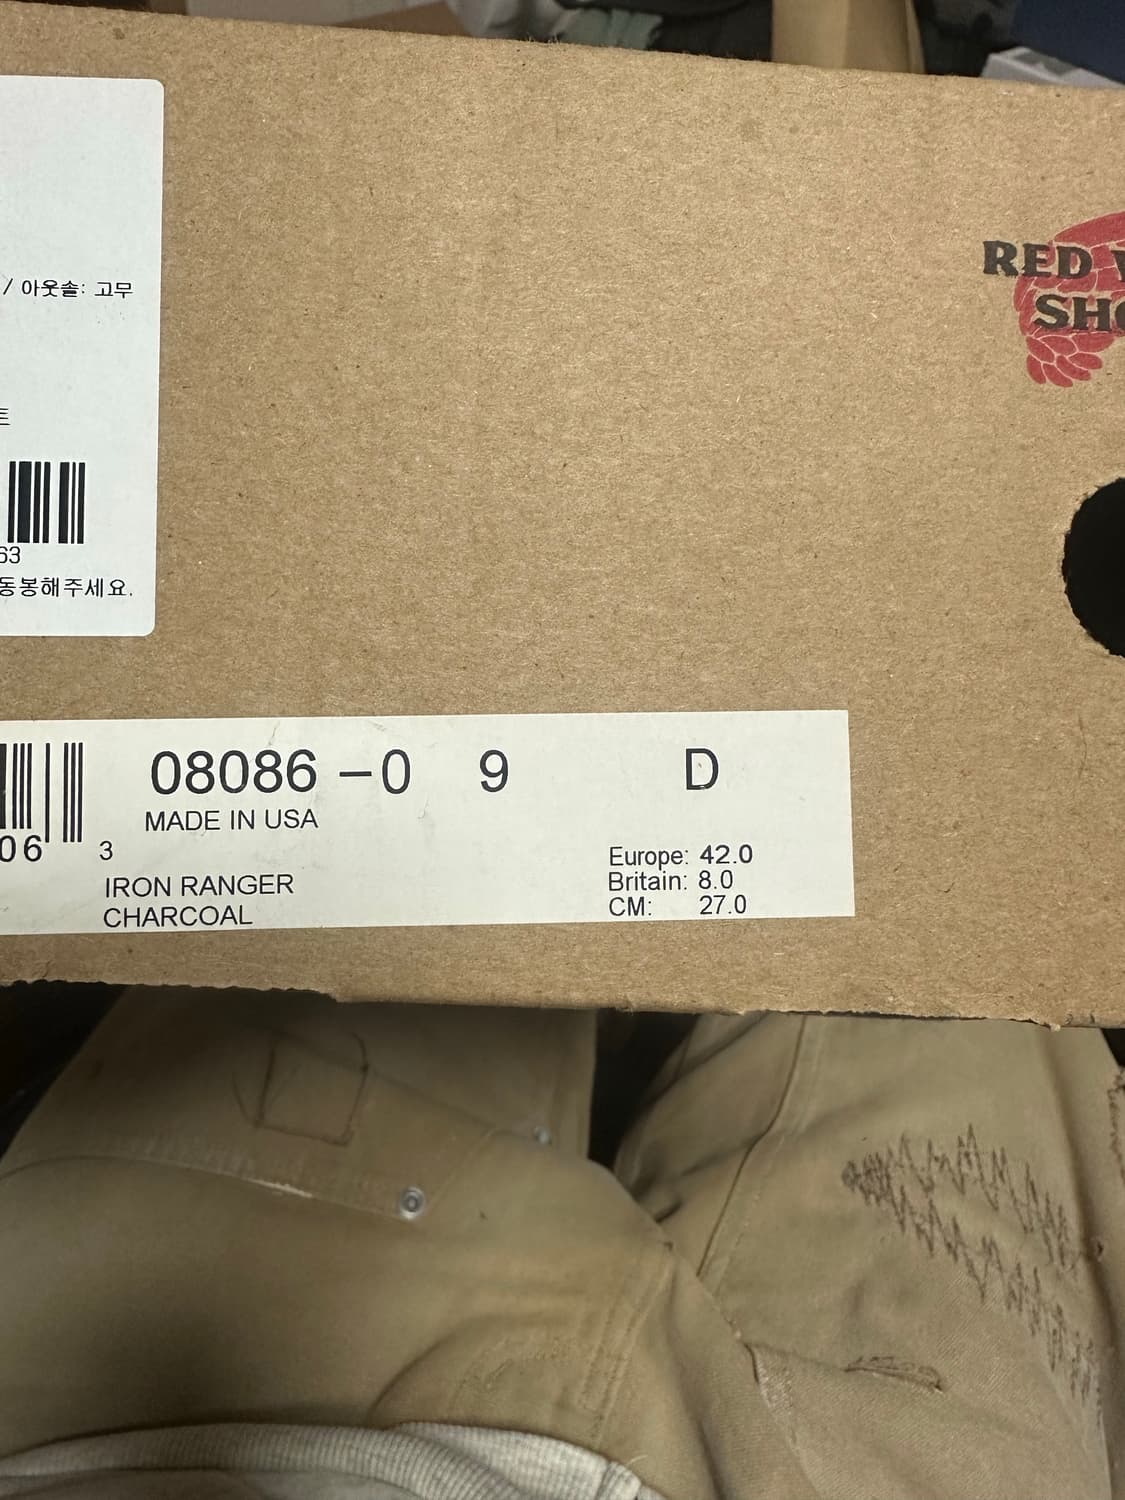 / 아웃솔: 고무
트
63
동봉해주세요.
RED
SHO
08086 -0 9 D
MADE IN USA
06 3
IRON RANGER
CHARCOAL
Europe: 42.0
Britain: 8.0
CM: 27.0